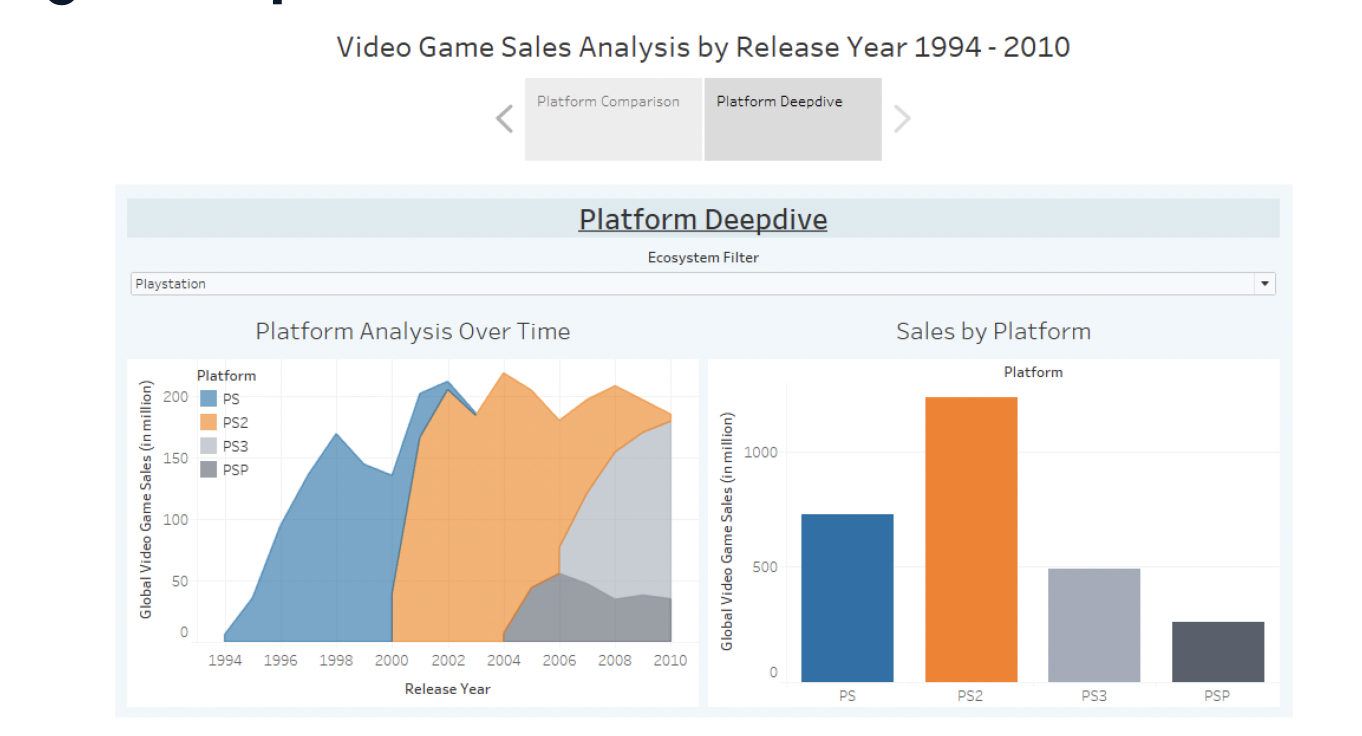 Video Game Sales Analysis by Release Year 1994 - 2010
Platform Comparison
Platform Deepdive
Platform Deepdive
Ecosystem Filter
Playstation
Platform Analysis Over Time
Global Video Game Sales (in million)
200
150
100
50
0
Platform
PS
PS2
PS3
PSP
1994 1996 1998 2000 2002 2004 2006 2008 2010
Release Year
Sales by Platform
Platform
Global Video Game Sales (in million)
1000
500
0
PS PS2 PS3 PSP